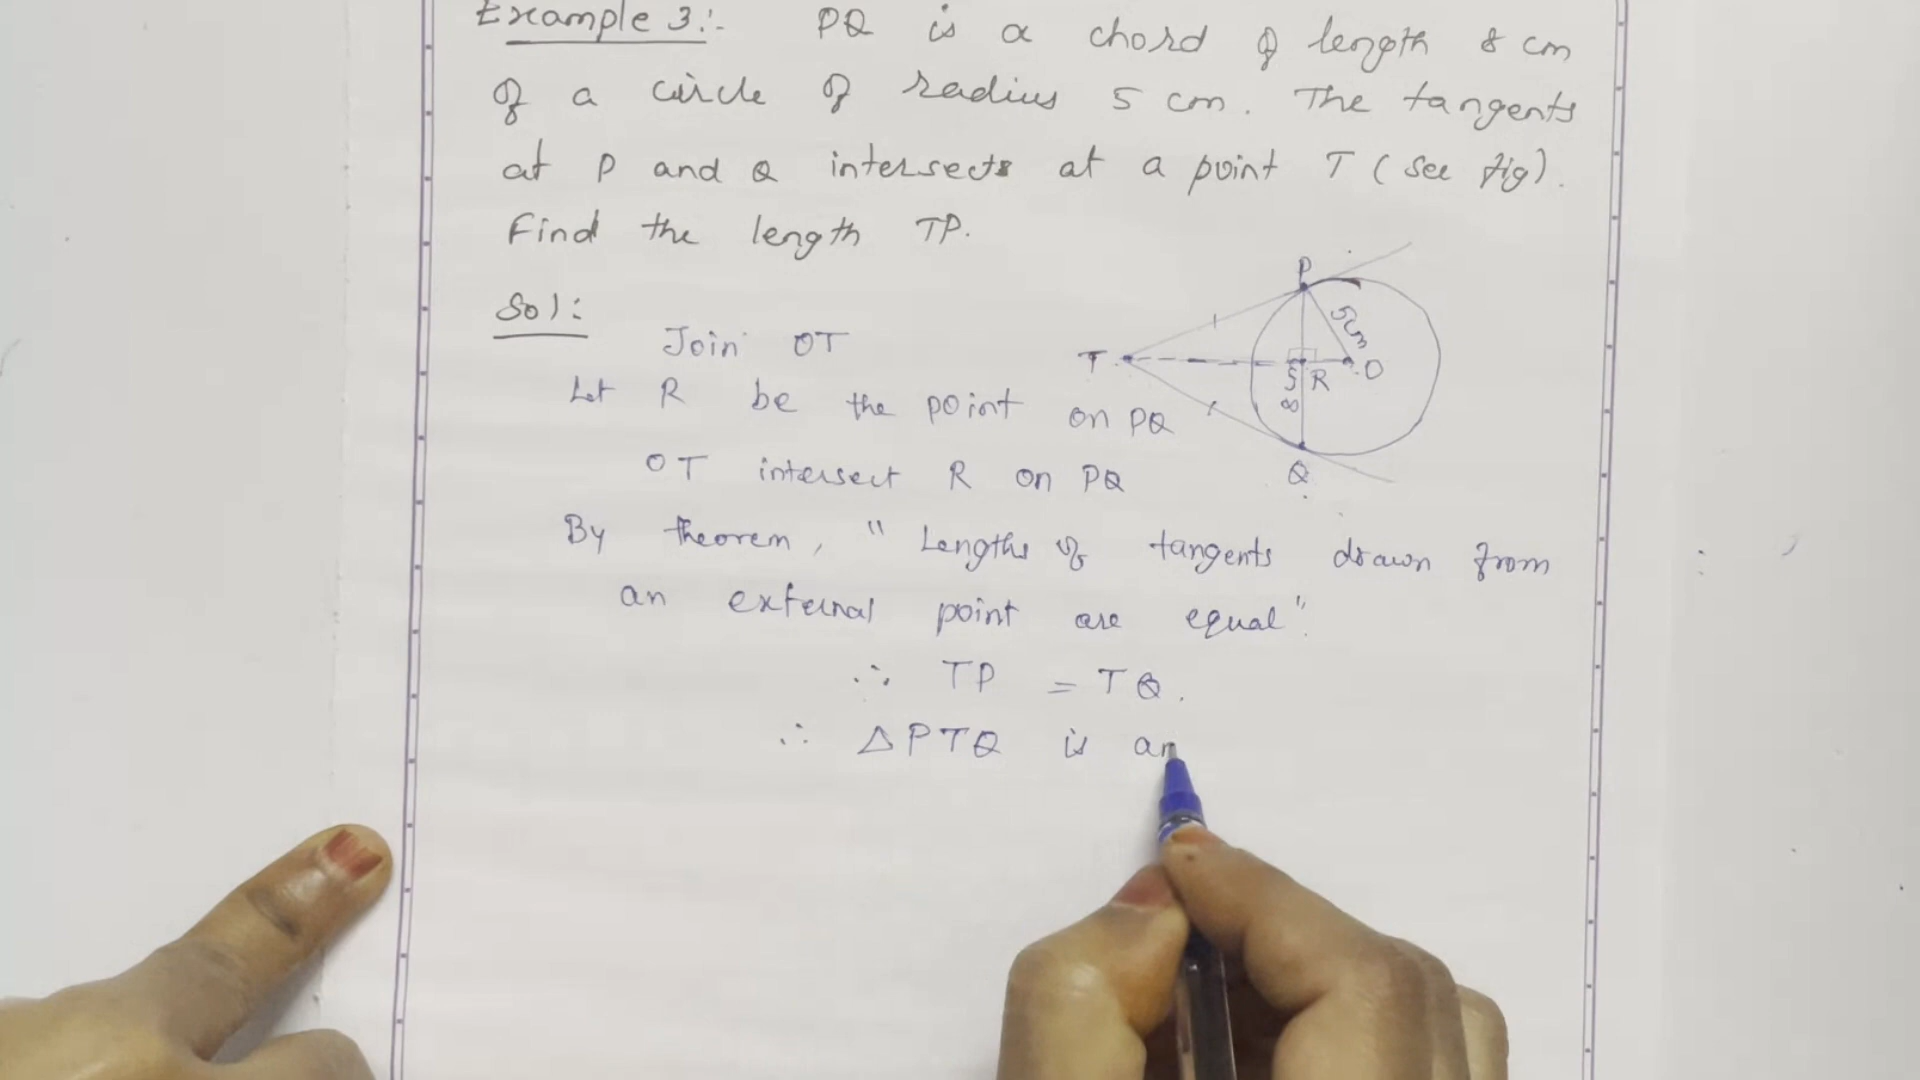 Example 3:-  PQ is a chord of length 8 cm
of a circle of radius 5 cm. The tangents
at P and Q intersects at a point T (see fig).
Find the length TP.
Sol:
Join OT
Let R be the point on PQ
OT intersect R on PQ
By theorem, "Lengths of tangents drawn from
an external point are equal".
∴ TP = TQ.
∴ △PTQ is an
P
5cm
T
R
O
8
Q